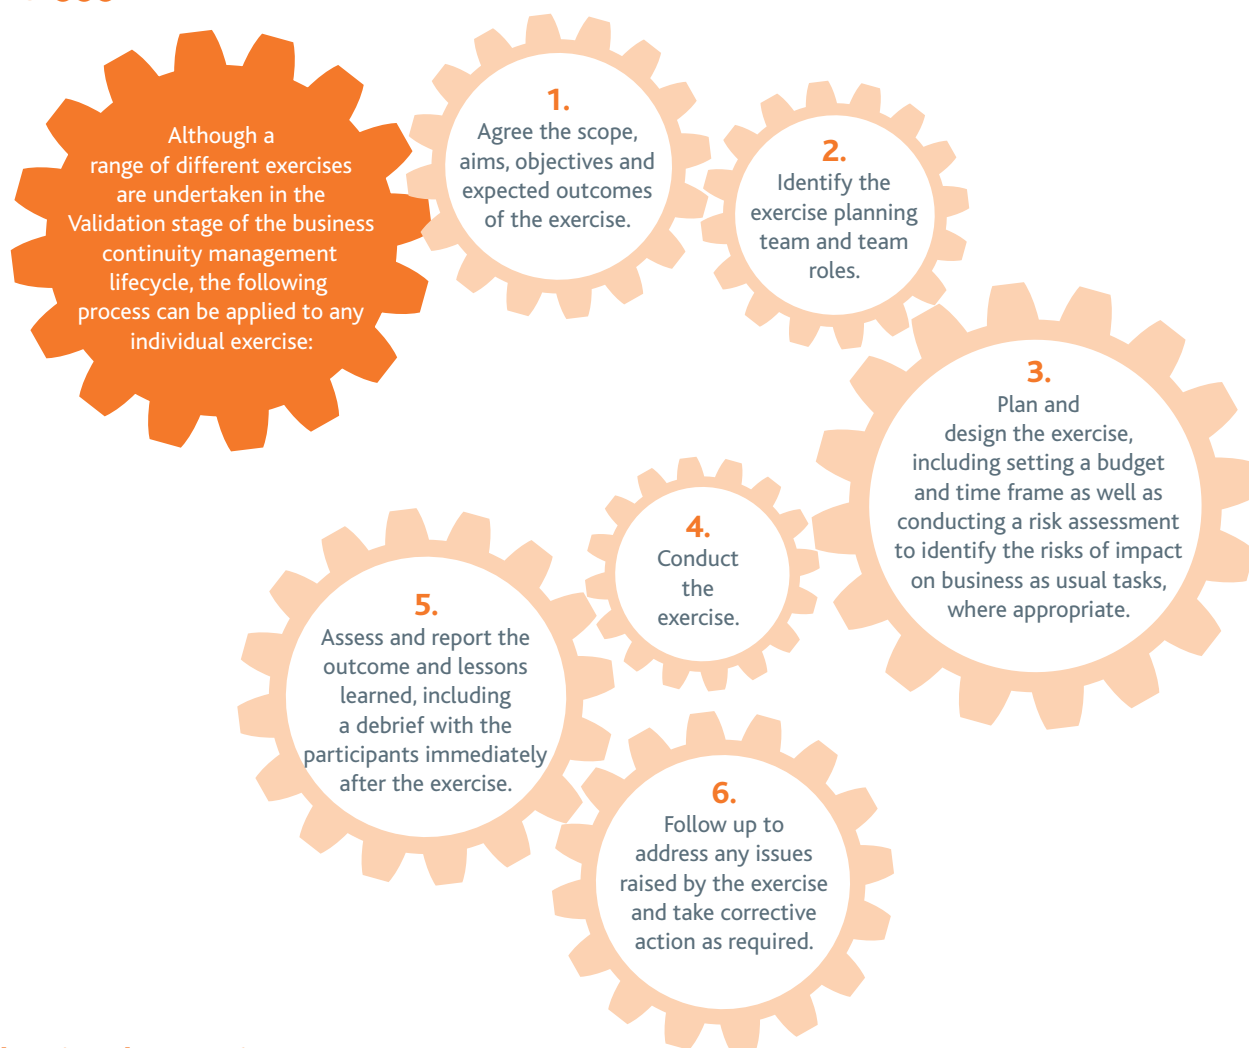 Although a
range of different exercises
are undertaken in the
Validation stage of the business
continuity management
lifecycle, the following
process can be applied to any
individual exercise:
1.
Agree the scope,
aims, objectives and
expected outcomes
of the exercise.
2.
Identify the
exercise planning
team and team
roles.
3.
Plan and
design the exercise,
including setting a budget
and time frame as well as
conducting a risk assessment
to identify the risks of impact
on business as usual tasks,
where appropriate.
4.
Conduct
the
exercise.
5.
Assess and report the
outcome and lessons
learned, including
a debrief with the
participants immediately
after the exercise.
6.
Follow up to
address any issues
raised by the exercise
and take corrective
action as required.